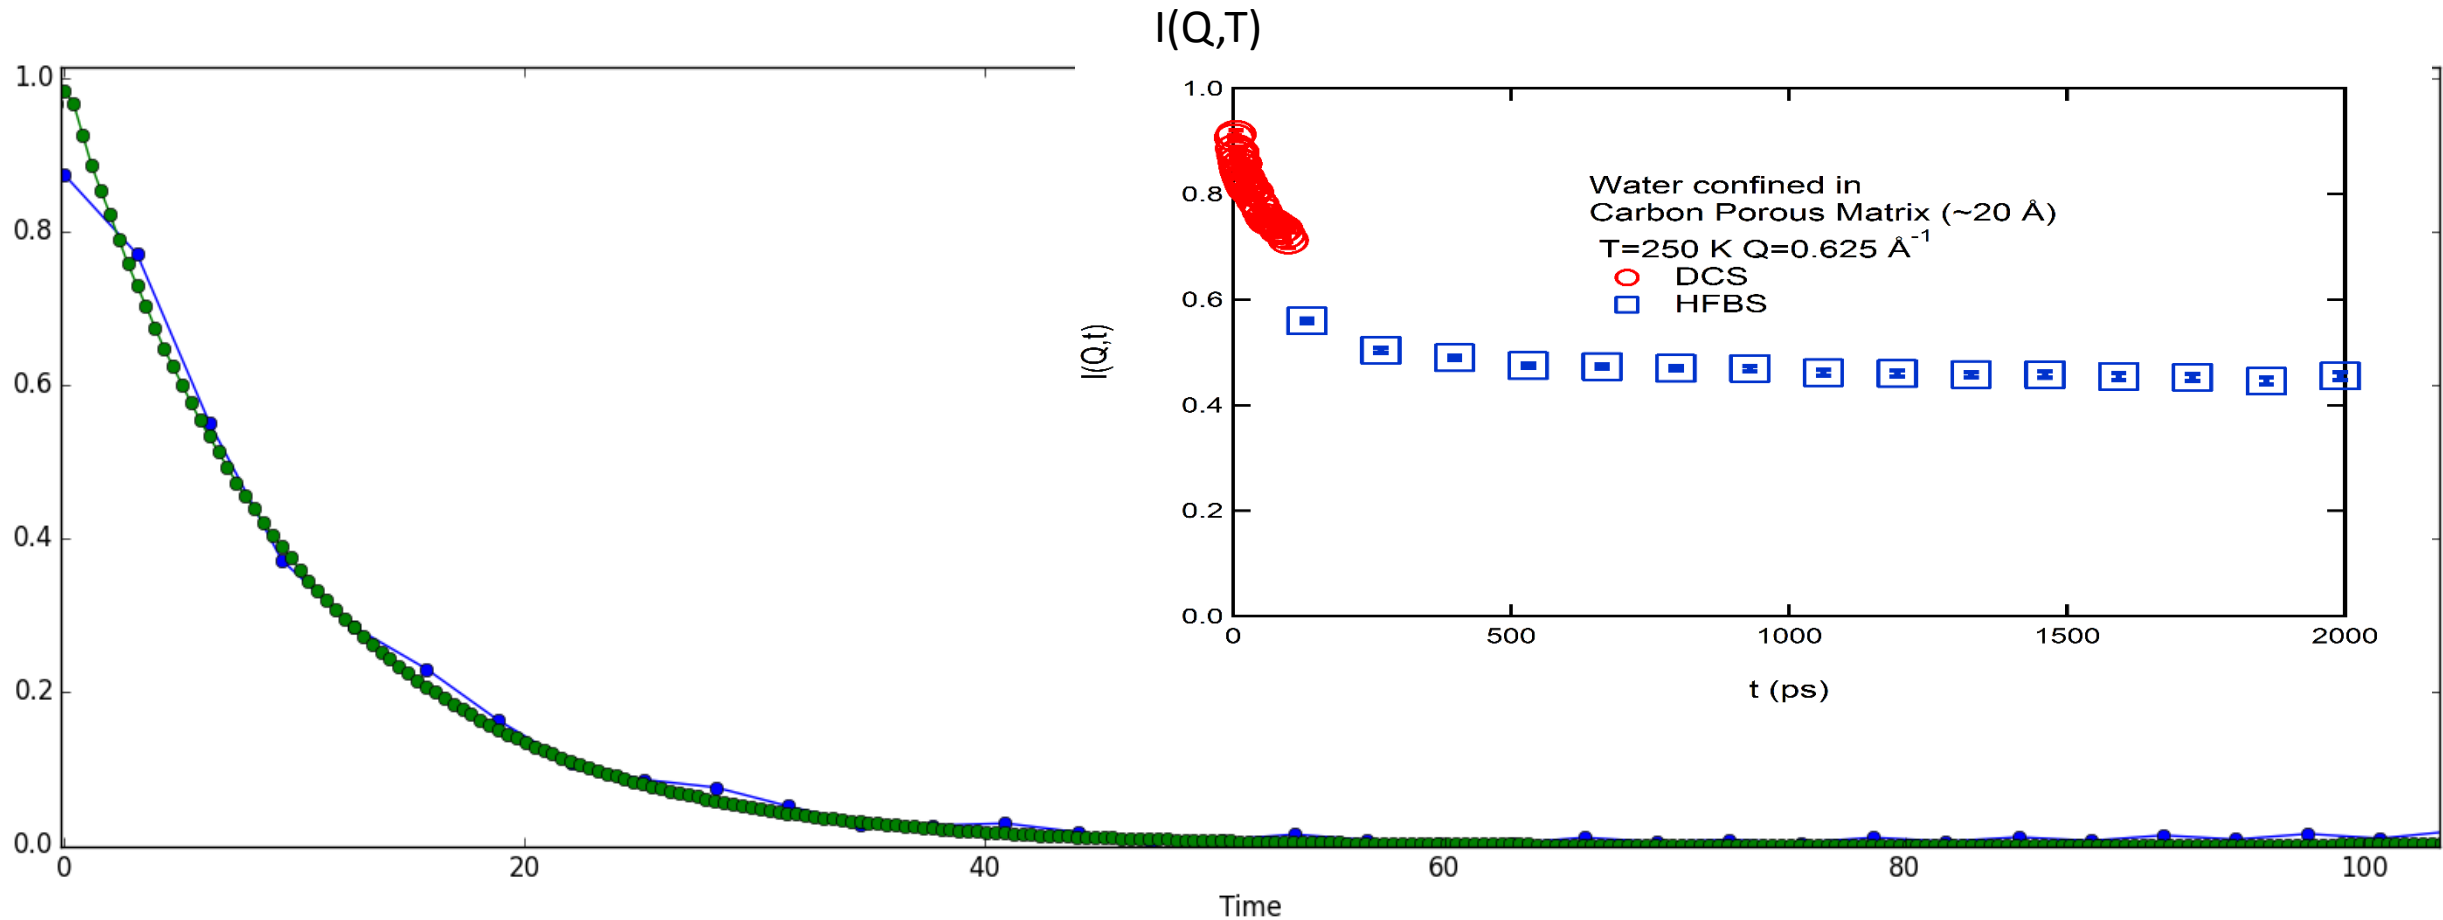 I(Q,T)
1.0
0.8
0.6
0.4
0.2
0.0
0 20 40 60 80 100
Time
1.0
0.8
0.6
0.4
0.2
0.0
I(Q,t)
Water confined in
Carbon Porous Matrix (~20 Å)
T=250 K Q=0.625 Å⁻¹
DCS
HFBS
0 500 1000 1500 2000
t (ps)